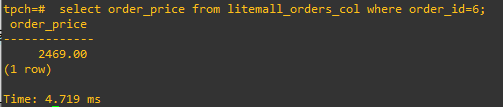 tpch=#  select order_price from litemall_orders_col where order_id=6;
 order_price
-------------
     2469.00
(1 row)

Time: 4.719 ms